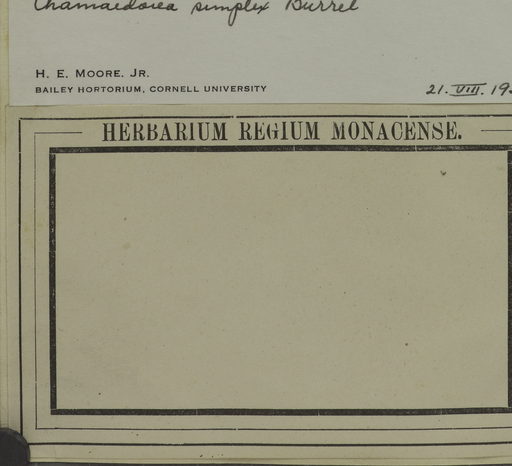 Chamaedorea simplex Burret
H. E. MOORE, JR.
BAILEY HORTORIUM, CORNELL UNIVERSITY
21. VIII. 19
HERBARIUM REGIUM MONACENSE.